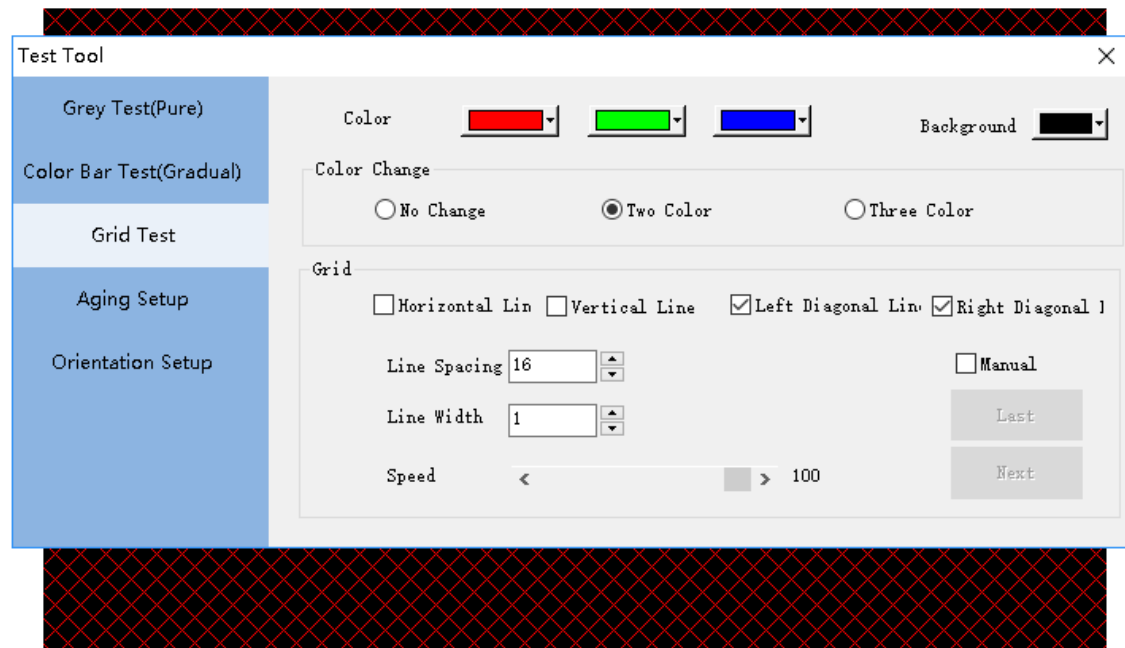 Test Tool
Grey Test(Pure)
Color Bar Test(Gradual)
Grid Test
Aging Setup
Orientation Setup
Color
Background
Color Change
No Change
Two Color
Three Color
Grid
Horizontal Lin
Vertical Line
Left Diagonal Lin
Right Diagonal l
Line Spacing 16
Manual
Line Width 1
Last
Speed 100
Next